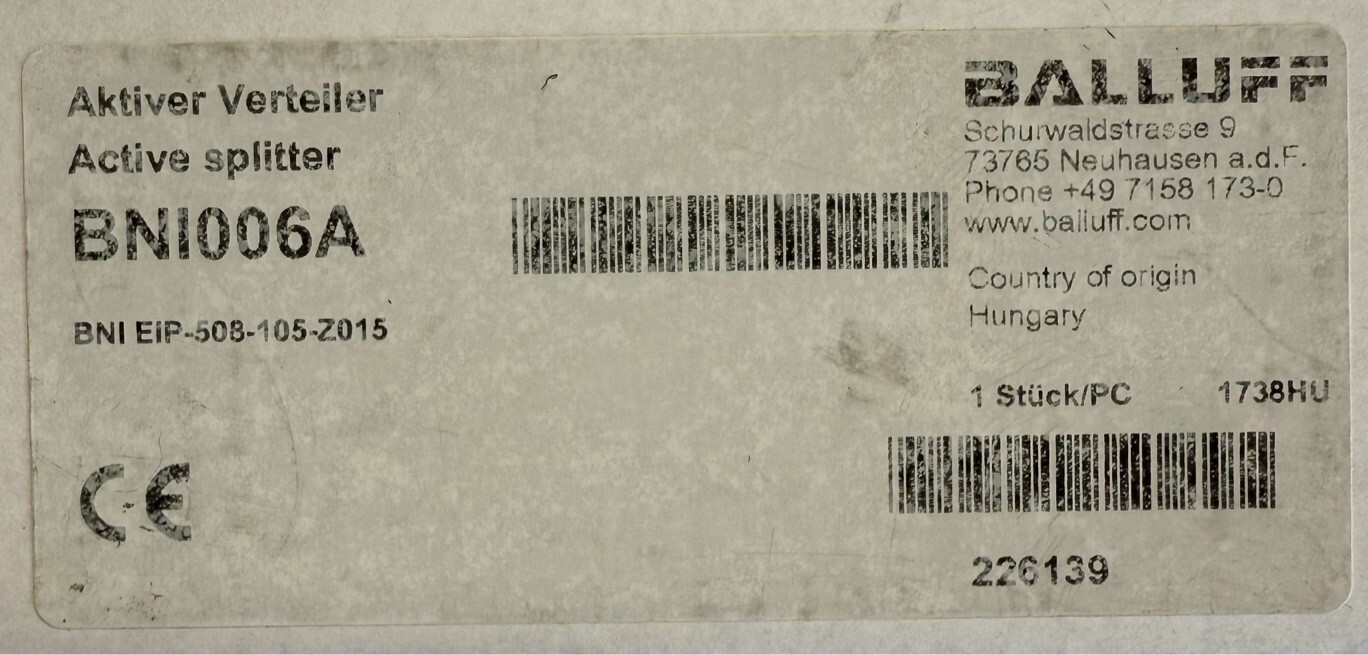 Aktiver Verteiler
Active splitter
BNI006A
BNI EIP-508-105-Z015
BALLUFF
Schurwaldstrasse 9
73765 Neuhausen a.d.F.
Phone +49 7158 173-0
www.balluff.com
Country of origin
Hungary
1 Stück/PC 1738HU
CE
226139